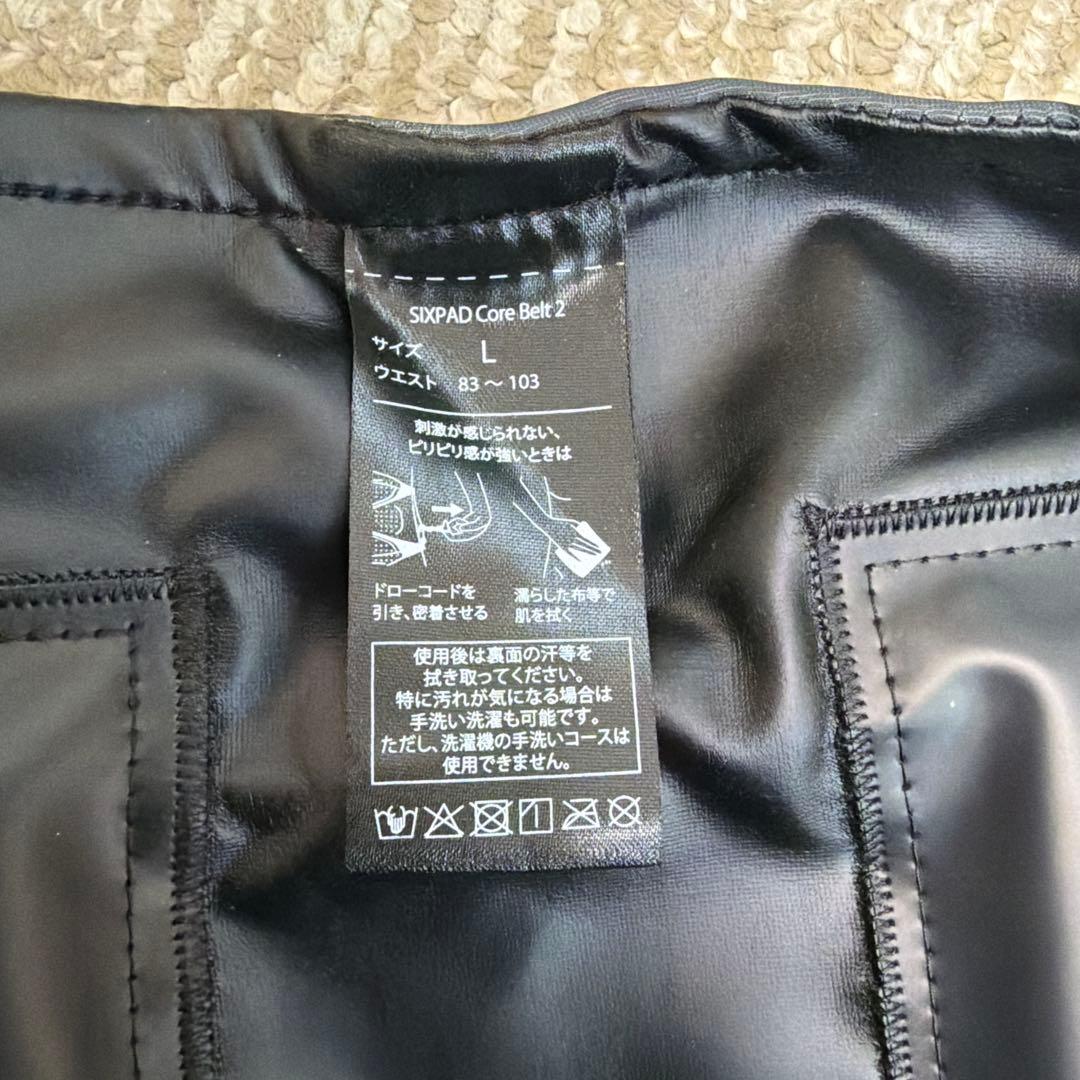 SIXPAD Core Belt 2
サイズ L
ウエスト 83～103
刺激が感じられない、
ピリピリ感が強いときは
ドローコードを
引き、密着させる
濡らした布等で
肌を拭く
使用後は裏面の汗等を
拭き取ってください。
特に汚れが気になる場合は
手洗い洗濯も可能です。
ただし、洗濯機の手洗いコースは
使用できません。